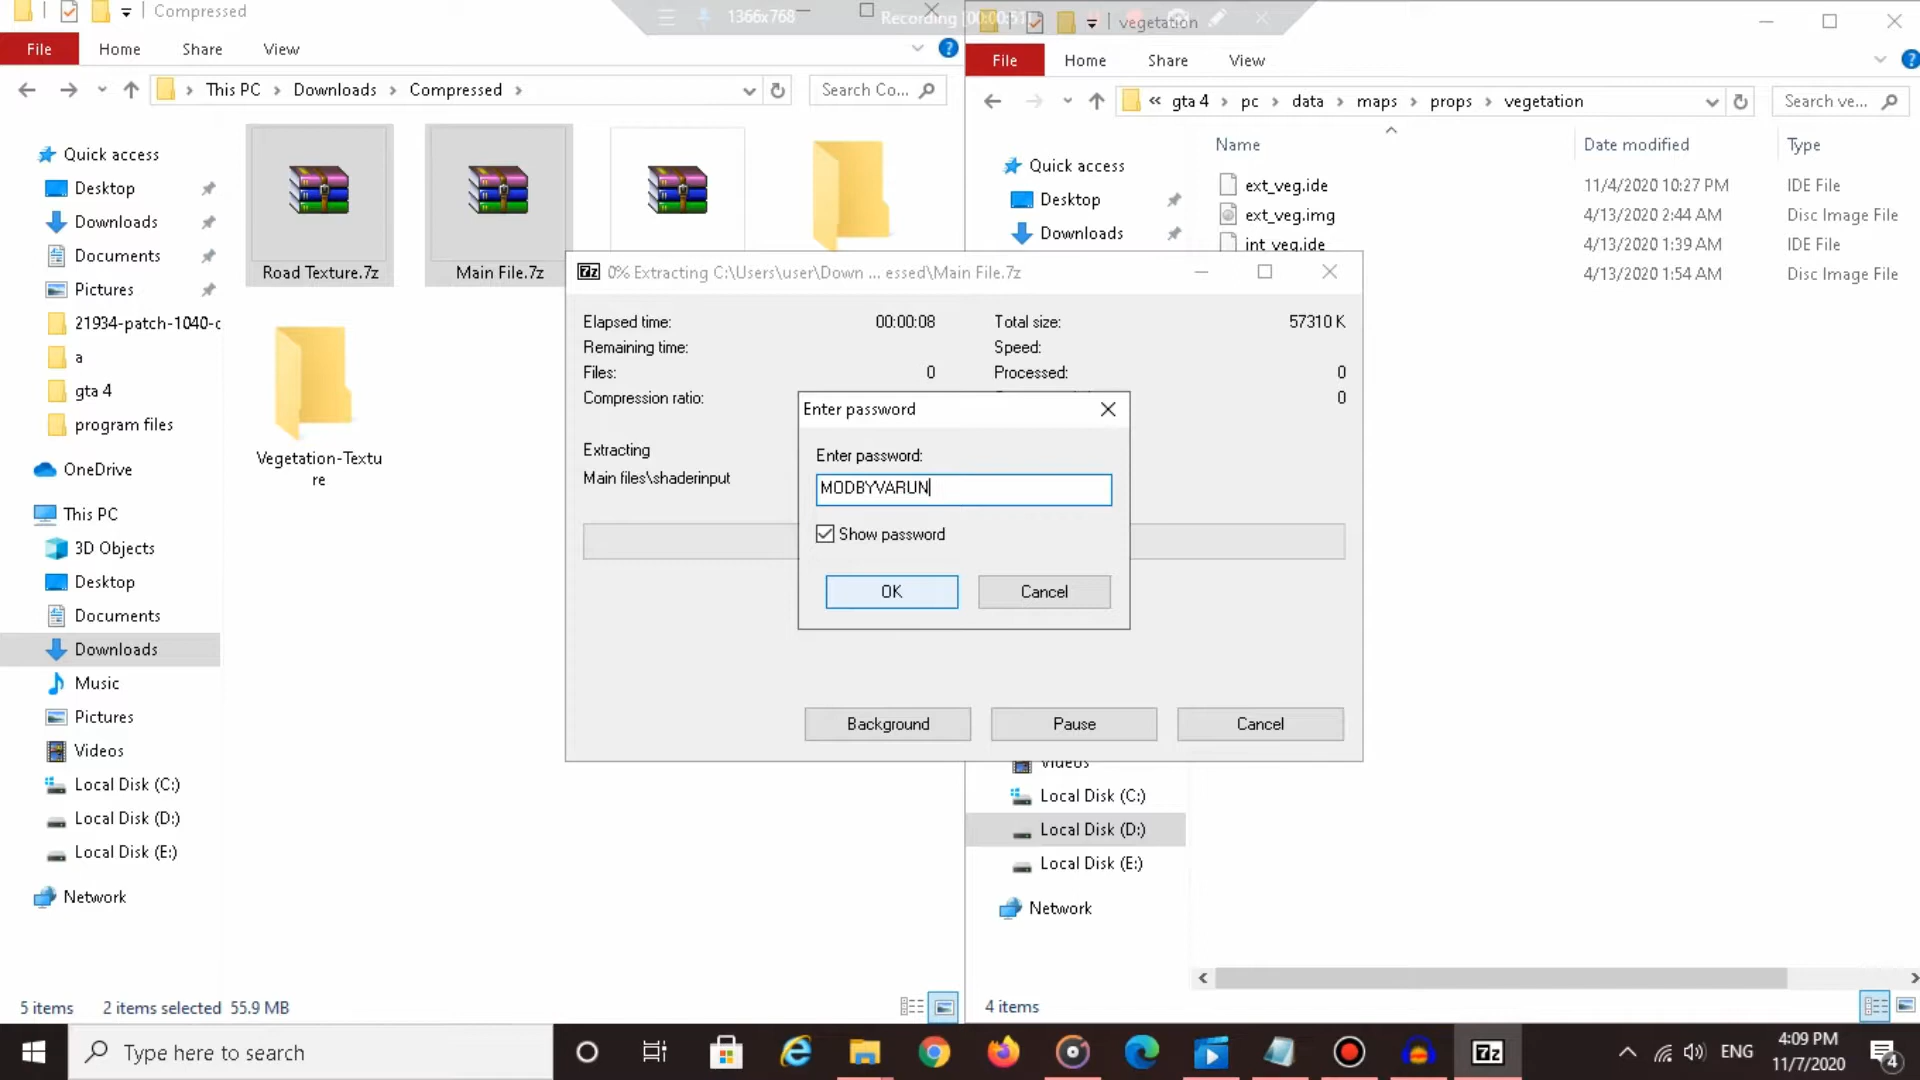 Compressed
1366x768
Recording [00:00:51]
File
Home
Share
View
This PC
Downloads
Compressed
Search Co...
Quick access
Desktop
Downloads
Documents
Pictures
21934-patch-1040-c
a
gta 4
program files
OneDrive
This PC
3D Objects
Desktop
Documents
Downloads
Music
Pictures
Videos
Local Disk (C:)
Local Disk (D:)
Local Disk (E:)
Network
Road Texture.7z
Main File.7z
Vegetation-Textu
re
5 items
2 items selected 55.9 MB
vegetation
File
Home
Share
View
« gta 4
pc
data
maps
props
vegetation
Search ve...
Name
Date modified
Type
ext_veg.ide
11/4/2020 10:27 PM
IDE File
ext_veg.img
4/13/2020 2:44 AM
Disc Image File
int_veg.ide
4/13/2020 1:39 AM
IDE File
4/13/2020 1:54 AM
Disc Image File
Quick access
Desktop
Downloads
Videos
Local Disk (C:)
Local Disk (D:)
Local Disk (E:)
Network
4 items
7z
0% Extracting C:\Users\user\Down ... essed\Main File.7z
Elapsed time:
00:00:08
Total size:
57310 K
Remaining time:
Speed:
Files:
0
Processed:
0
Compression ratio:
0
Extracting
Main files\shaderinput
Enter password
Enter password:
MODBYVARUN
Show password
OK
Cancel
Background
Pause
Cancel
Type here to search
7z
ENG
4:09 PM
11/7/2020
4